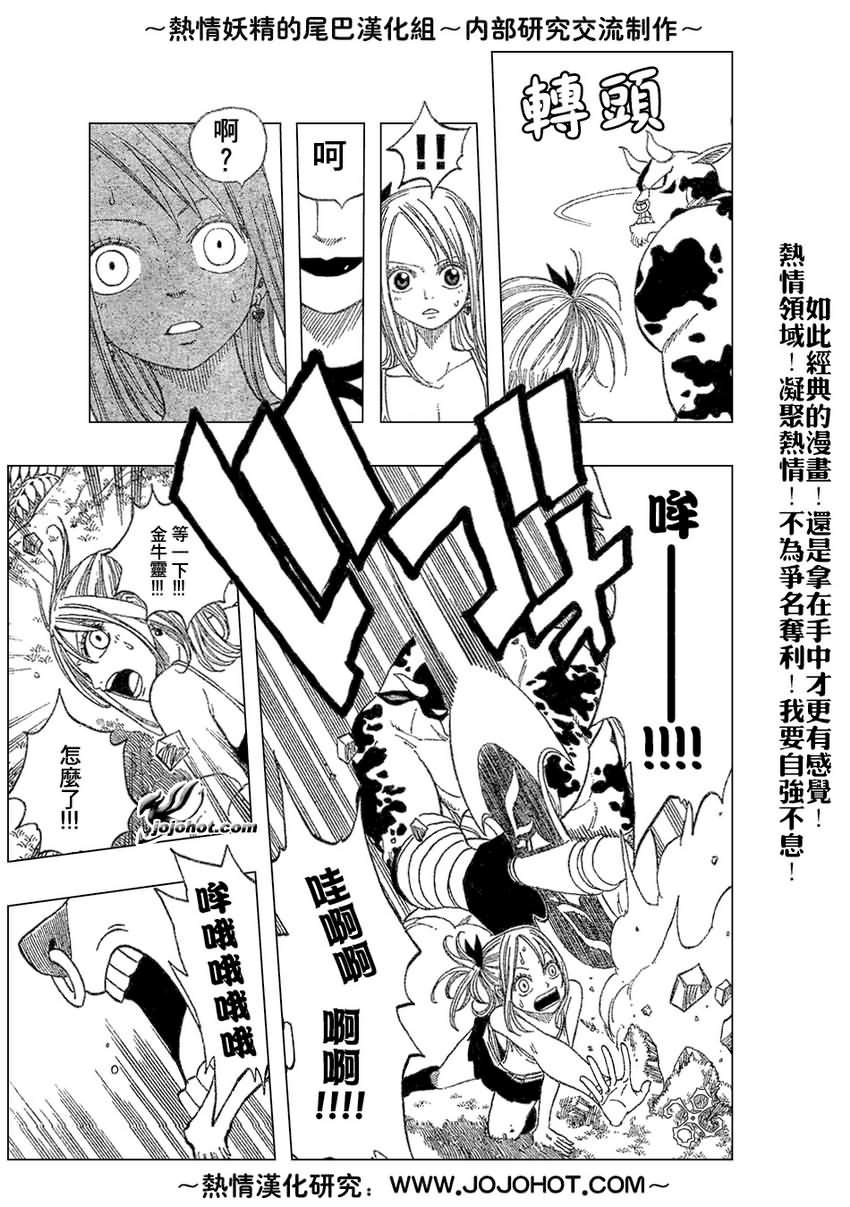 ～熱情妖精的尾巴漢化組～内部研究交流制作～
轉頭
!!
呵
啊？
如此經典的漫畫！還是拿在手中才更有感覺！
熱情領域！凝聚熱情！不為爭名奪利！我要自強不息！
哞——!!!!
哇啊啊啊啊!!!!
等一下!!!
金牛靈!!!
怎麼了!!!
jojohot.com
哞哦哦哦哦
～熱情漢化研究：WWW.JOJOHOT.COM～